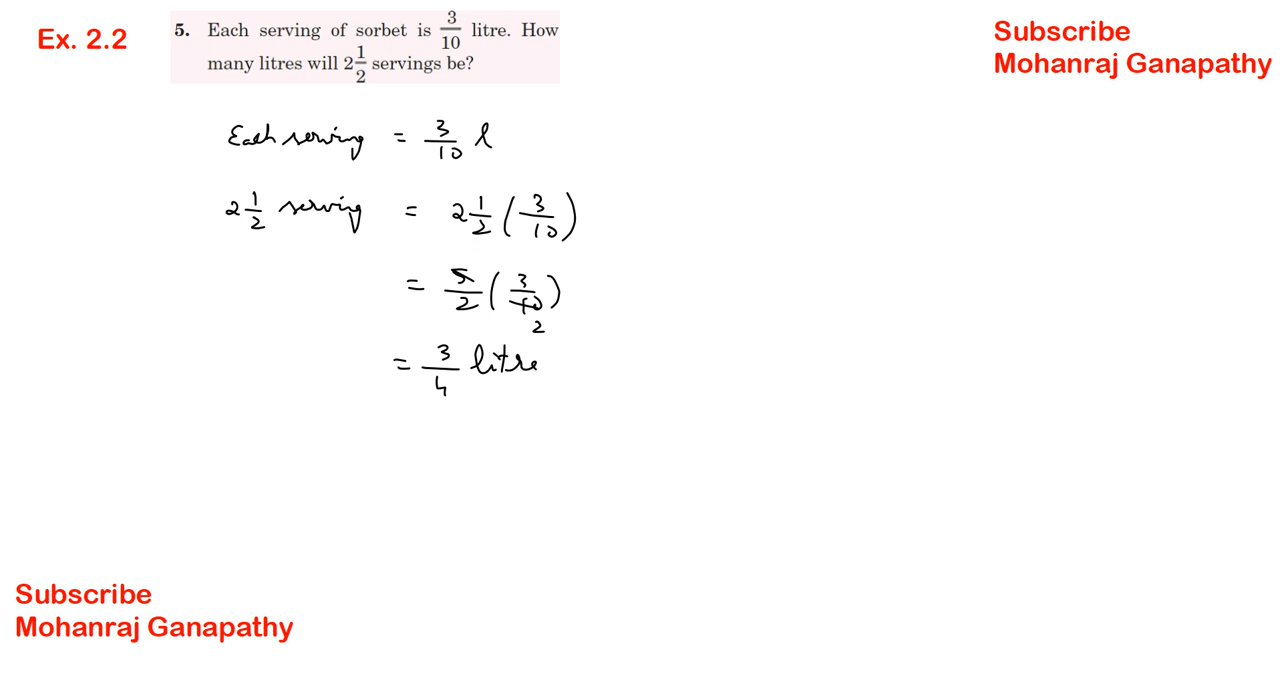 Ex. 2.2
5. Each serving of sorbet is 3/10 litre. How
many litres will 2 1/2 servings be?
Subscribe
Mohanraj Ganapathy
Each serving = 3/10 l
2 1/2 serving = 2 1/2 (3/10)
= 5/2 (3/10)
2
= 3/4 litre
Subscribe
Mohanraj Ganapathy